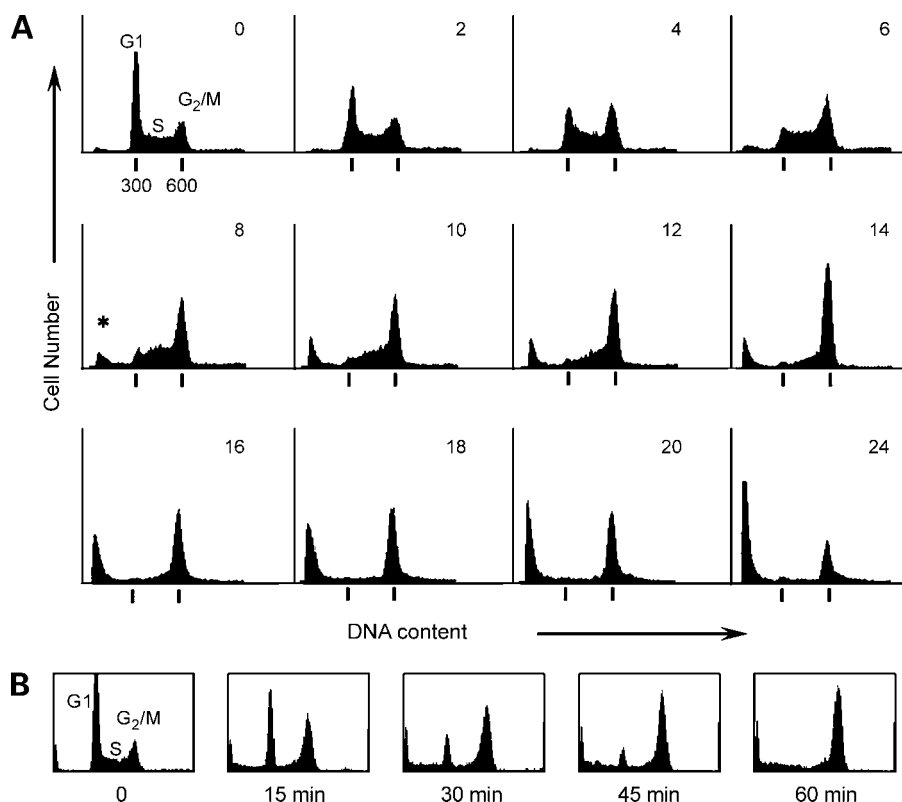 A
0
2
4
6
G1
S
G2/M
300 600
8
10
12
14
*
16
18
20
24
Cell Number
DNA content
B
G1
S
G2/M
0
15 min
30 min
45 min
60 min